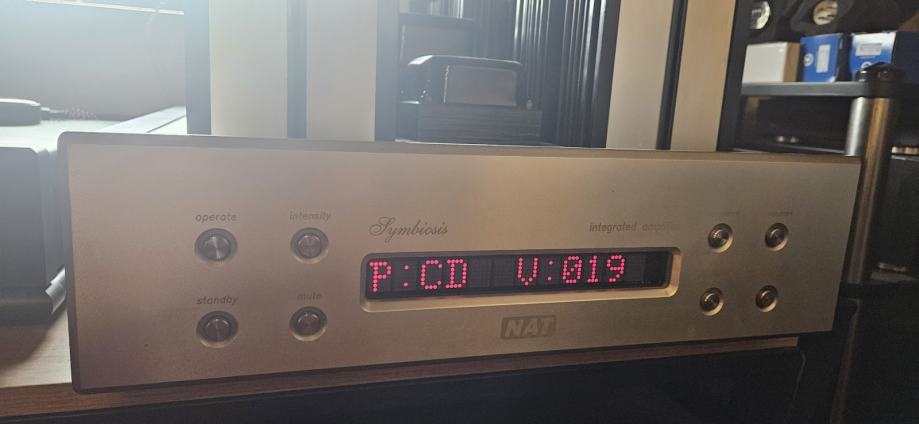 operate
intensity
Symbiosis
integrated amplifier
P:CD V:019
standby
mute
NAT